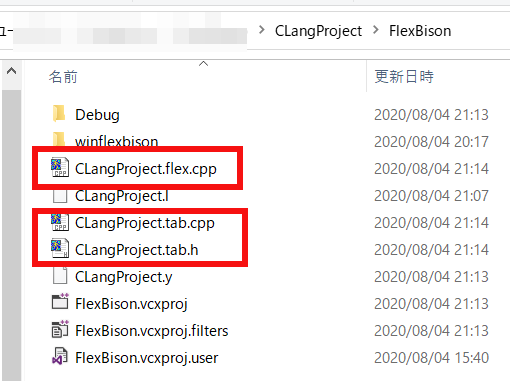 CLangProject > FlexBison
名前 更新日時
Debug 2020/08/04 21:13
winflexbison 2020/08/04 20:17
CLangProject.flex.cpp 2020/08/04 21:14
CLangProject.l 2020/08/04 21:07
CLangProject.tab.cpp 2020/08/04 21:14
CLangProject.tab.h 2020/08/04 21:14
CLangProject.y 2020/08/04 21:13
FlexBison.vcxproj 2020/08/04 21:13
FlexBison.vcxproj.filters 2020/08/04 21:13
FlexBison.vcxproj.user 2020/08/04 15:40